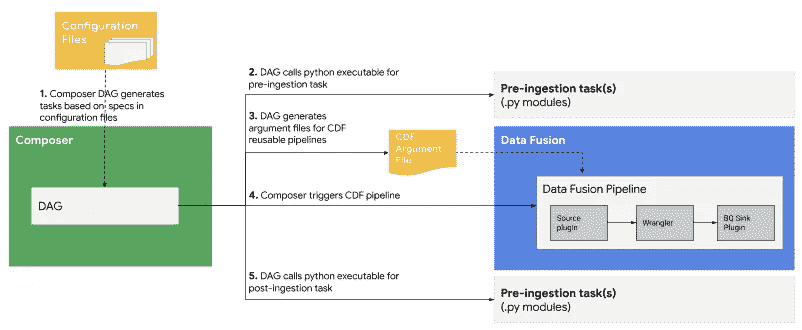 Configuration
Files
1. Composer DAG generates
tasks based on specs in
configuration files
2. DAG calls python executable for
pre-ingestion task
Pre-ingestion task(s)
(.py modules)
3. DAG generates
argument files for CDF
reusable pipelines
CDF
Argument
File
Composer
Data Fusion
DAG
4. Composer triggers CDF pipeline
Data Fusion Pipeline
Source
plugin
Wrangler
BQ Sink
Plugin
5. DAG calls python executable for
post-ingestion task
Pre-ingestion task(s)
(.py modules)